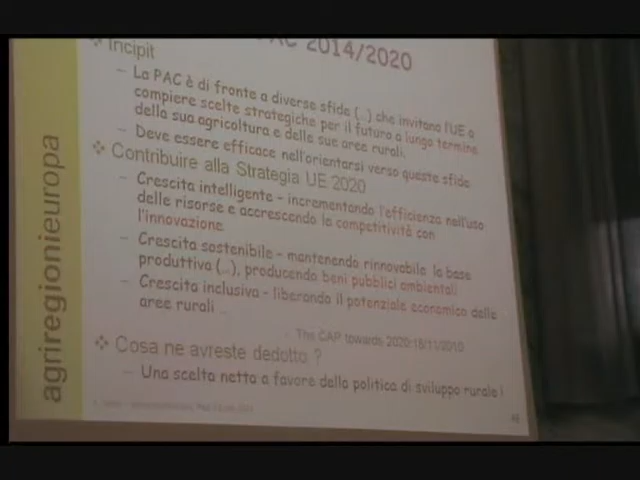 PAC 2014/2020
❖ Incipit
– La PAC è di fronte a diverse sfide (..) che invitano l'UE a
compiere scelte strategiche per il futuro a lungo termine
della sua agricoltura e delle sue aree rurali.
– Deve essere efficace nell'orientarsi verso queste sfide
❖ Contribuire alla Strategia UE 2020
– Crescita intelligente - incrementando l'efficienza nell'uso
delle risorse e accrescendo la competitività con
l'innovazione
– Crescita sostenibile - mantenendo rinnovabile la base
produttiva (..), producendo beni pubblici ambientali
– Crescita inclusiva - liberando il potenziale economico delle
aree rurali
The CAP towards 2020:18/11/2010
❖ Cosa ne avreste dedotto ?
– Una scelta netta a favore della politica di sviluppo rurale !
agriregionieuropa